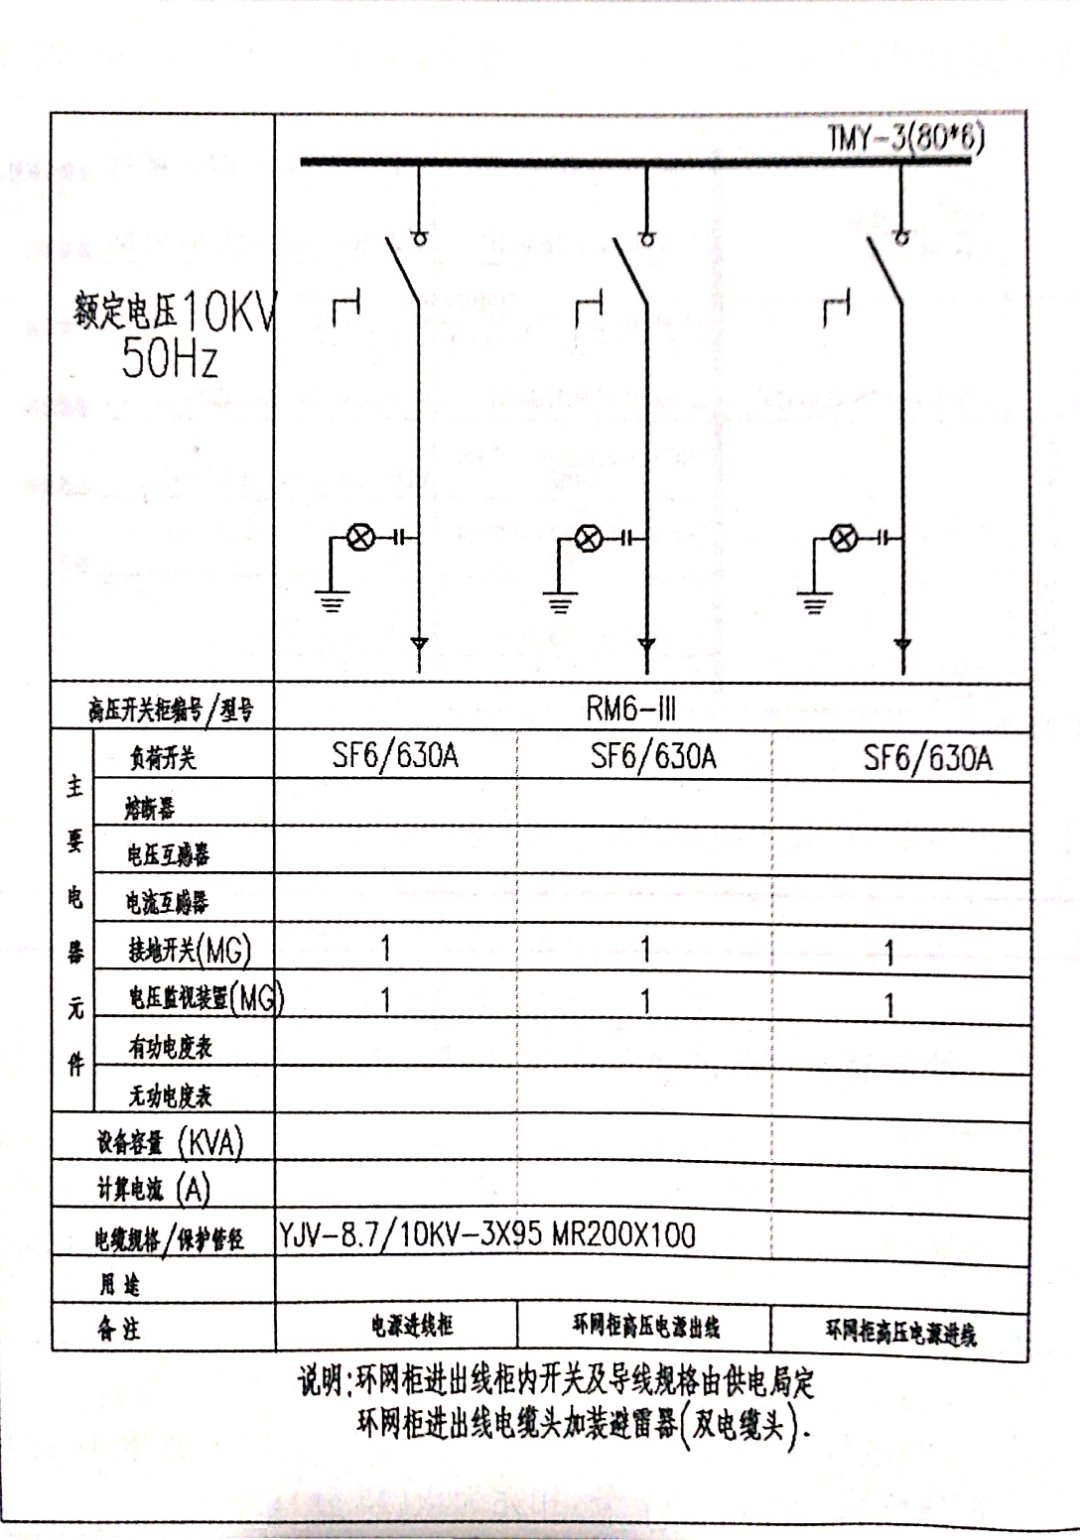 TMY-3(80*6)
额定电压10KV
50Hz
高压开关柜编号/型号 RM6-III
主要电器元件
负荷开关 SF6/630A SF6/630A SF6/630A
熔断器
电压互感器
电流互感器
接地开关(MG) 1 1 1
电压监视装置(MG) 1 1 1
有功电度表
无功电度表
设备容量 (KVA)
计算电流 (A)
电缆规格/保护管径 YJV-8.7/10KV-3X95 MR200X100
用 途
备 注 电源进线柜 环网柜高压电源出线 环网柜高压电源进线
说明:环网柜进出线柜内开关及导线规格由供电局定
环网柜进出线电缆头加装避雷器(双电缆头).